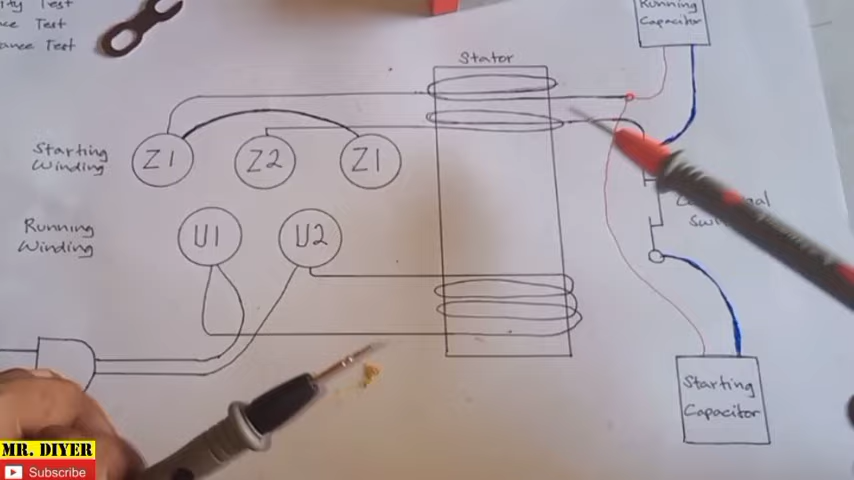 Test
Test
Test
Running
Capacitor
Stator
Starting
Winding
Z1
Z2
Z1
Running
Winding
U1
U2
Starting
Capacitor
MR. DIYER
Subscribe